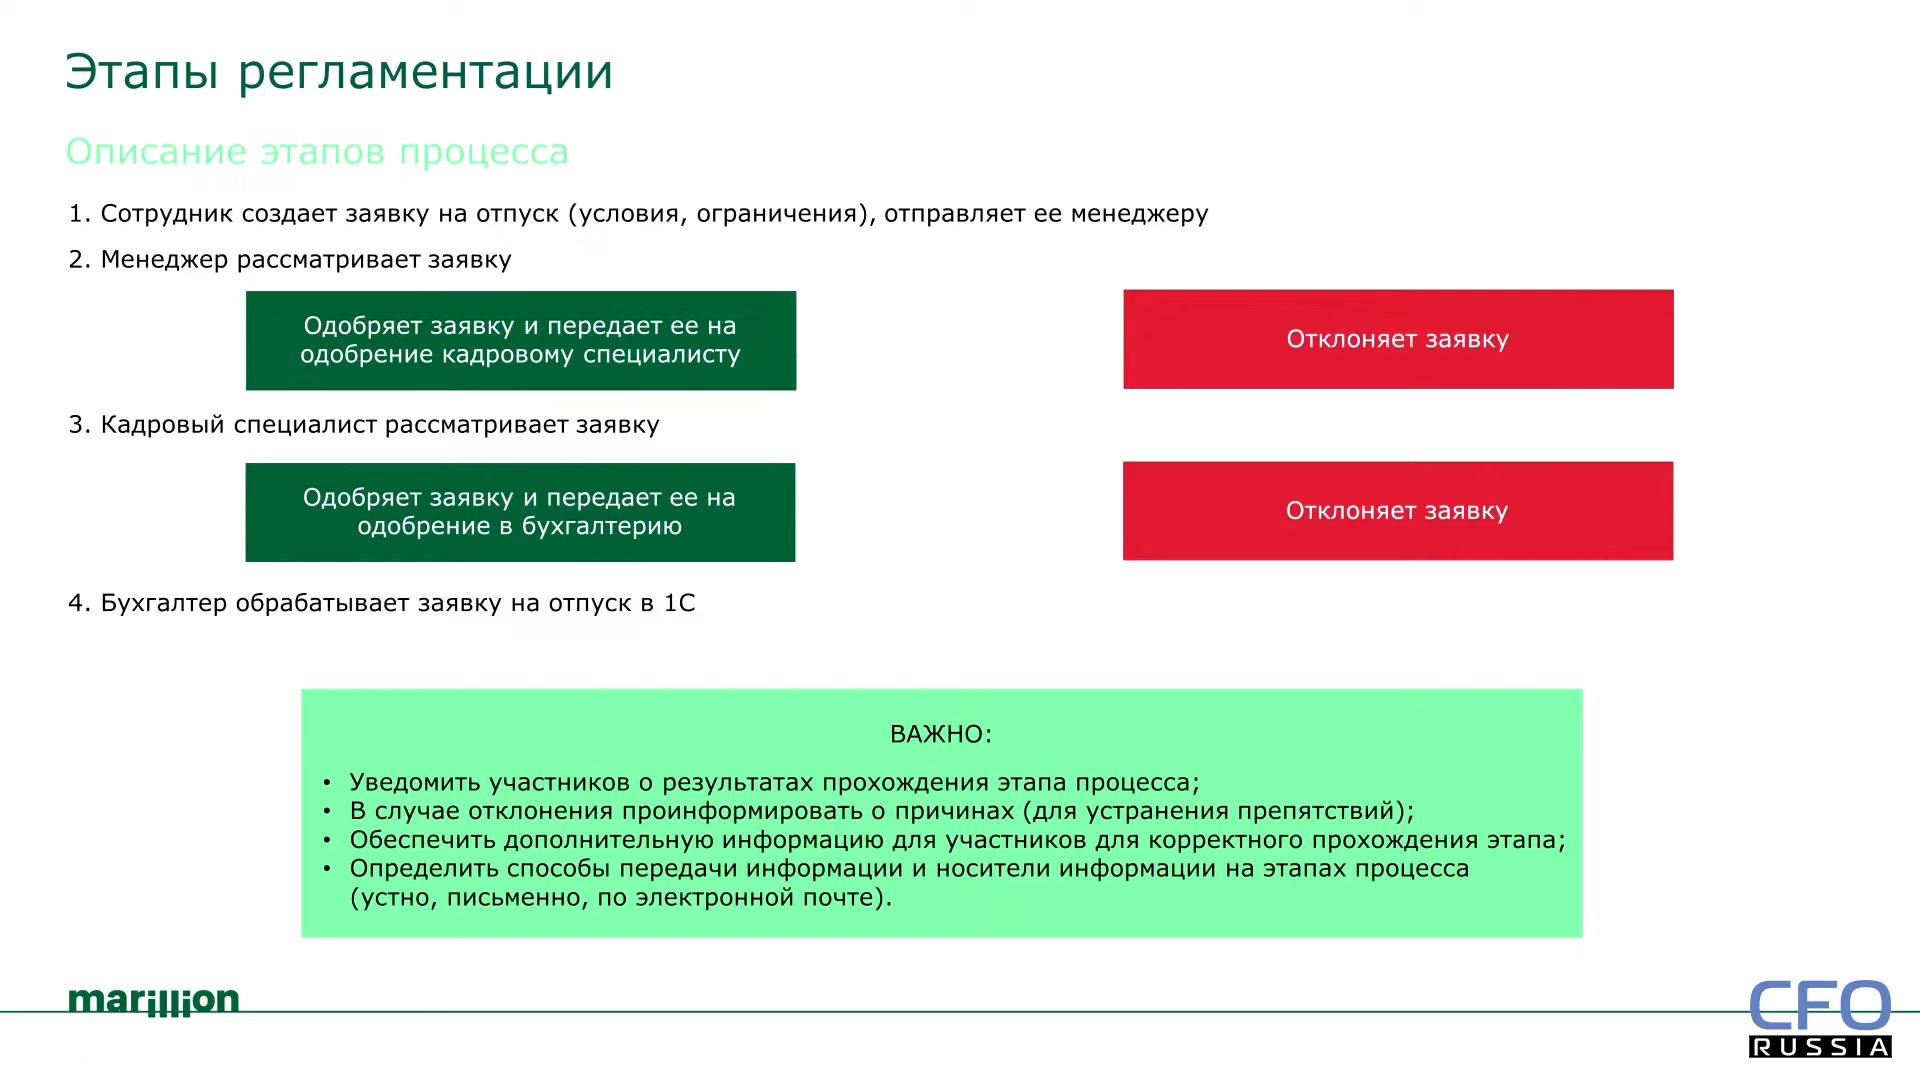 Этапы регламентации
Описание этапов процесса
1. Сотрудник создает заявку на отпуск (условия, ограничения), отправляет ее менеджеру
2. Менеджер рассматривает заявку
Одобряет заявку и передает ее на
одобрение кадровому специалисту
Отклоняет заявку
3. Кадровый специалист рассматривает заявку
Одобряет заявку и передает ее на
одобрение в бухгалтерию
Отклоняет заявку
4. Бухгалтер обрабатывает заявку на отпуск в 1С
ВАЖНО:
• Уведомить участников о результатах прохождения этапа процесса;
• В случае отклонения проинформировать о причинах (для устранения препятствий);
• Обеспечить дополнительную информацию для участников для корректного прохождения этапа;
• Определить способы передачи информации и носители информации на этапах процесса
(устно, письменно, по электронной почте).
marillion
CFO
RUSSIA